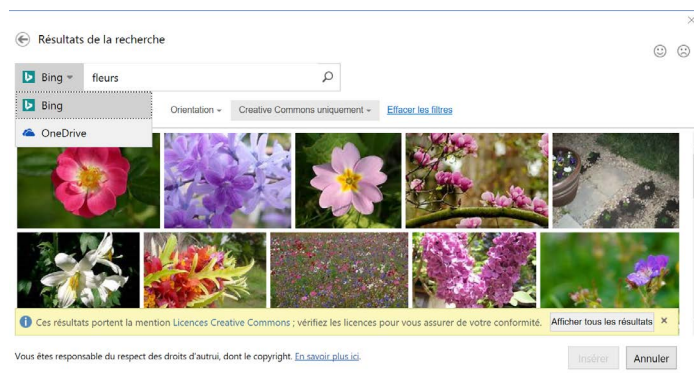 Résultats de la recherche
Bing fleurs
Bing
OneDrive
Orientation Creative Commons uniquement Effacer les filtres
Ces résultats portent la mention Licences Creative Commons ; vérifiez les licences pour vous assurer de votre conformité. Afficher tous les résultats
Vous êtes responsable du respect des droits d'autrui, dont le copyright. En savoir plus ici.
Insérer Annuler